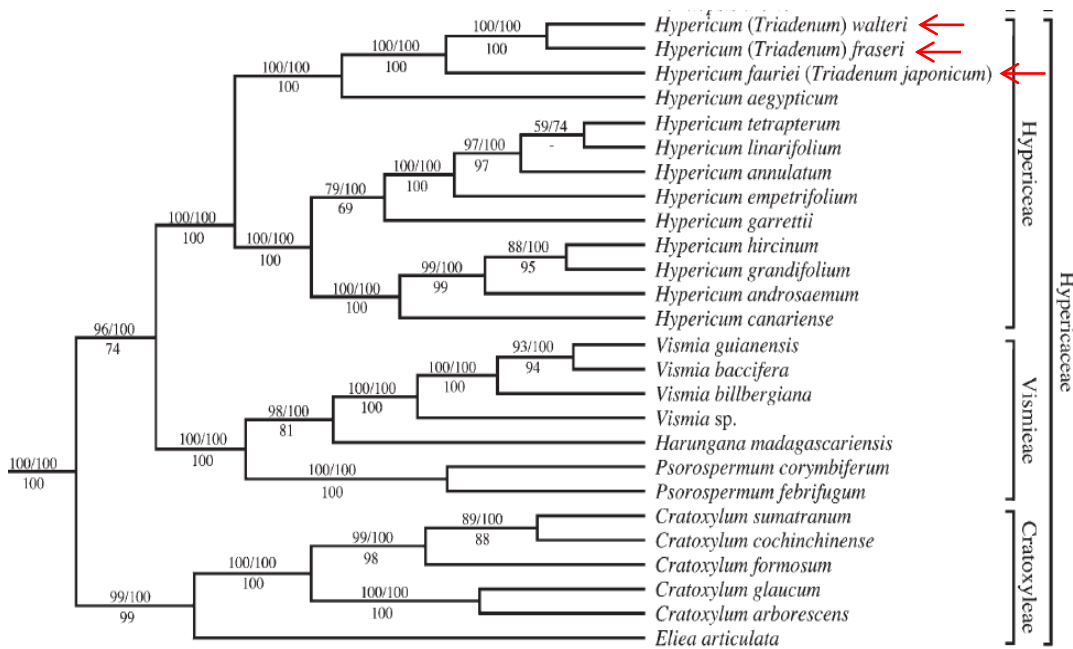 100/100
Hypericum (Triadenum) walteri
100
100/100
Hypericum (Triadenum) fraseri
100
Hypericum fauriei (Triadenum japonicum)
100/100
100
Hypericum aegypticum
59/74
Hypericum tetrapterum
-
Hypericum linarifolium
97/100
97
Hypericum annulatum
100/100
100
Hypericum empetrifolium
79/100
69
Hypericum garrettii
100/100
100
100/100
100
88/100
Hypericum hircinum
95
Hypericum grandifolium
99/100
99
Hypericum androsaemum
100/100
100
Hypericum canariense
Hypericeae
96/100
74
93/100
Vismia guianensis
94
Vismia baccifera
100/100
100
Vismia billbergiana
100/100
100
Vismia sp.
98/100
81
Harungana madagascariensis
100/100
100
Psorospermum corymbiferum
100/100
100
Psorospermum febrifugum
Vismieae
100/100
100
89/100
Cratoxylum sumatranum
88
Cratoxylum cochinchinense
99/100
98
Cratoxylum formosum
100/100
100
Cratoxylum glaucum
100/100
100
Cratoxylum arborescens
99/100
99
Eliea articulata
Cratoxyleae
Hypericaceae